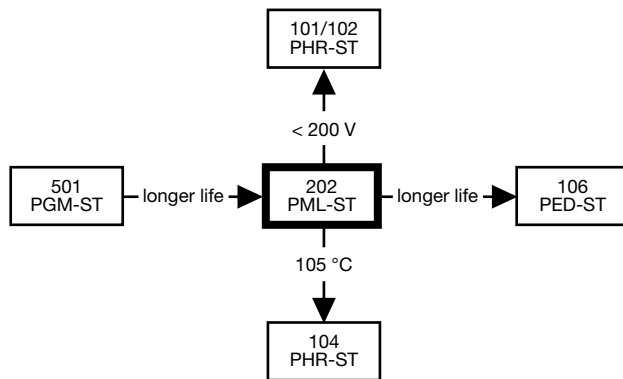 101/102
PHR-ST
< 200 V
501
PGM-ST
longer life
202
PML-ST
longer life
106
PED-ST
105 °C
104
PHR-ST